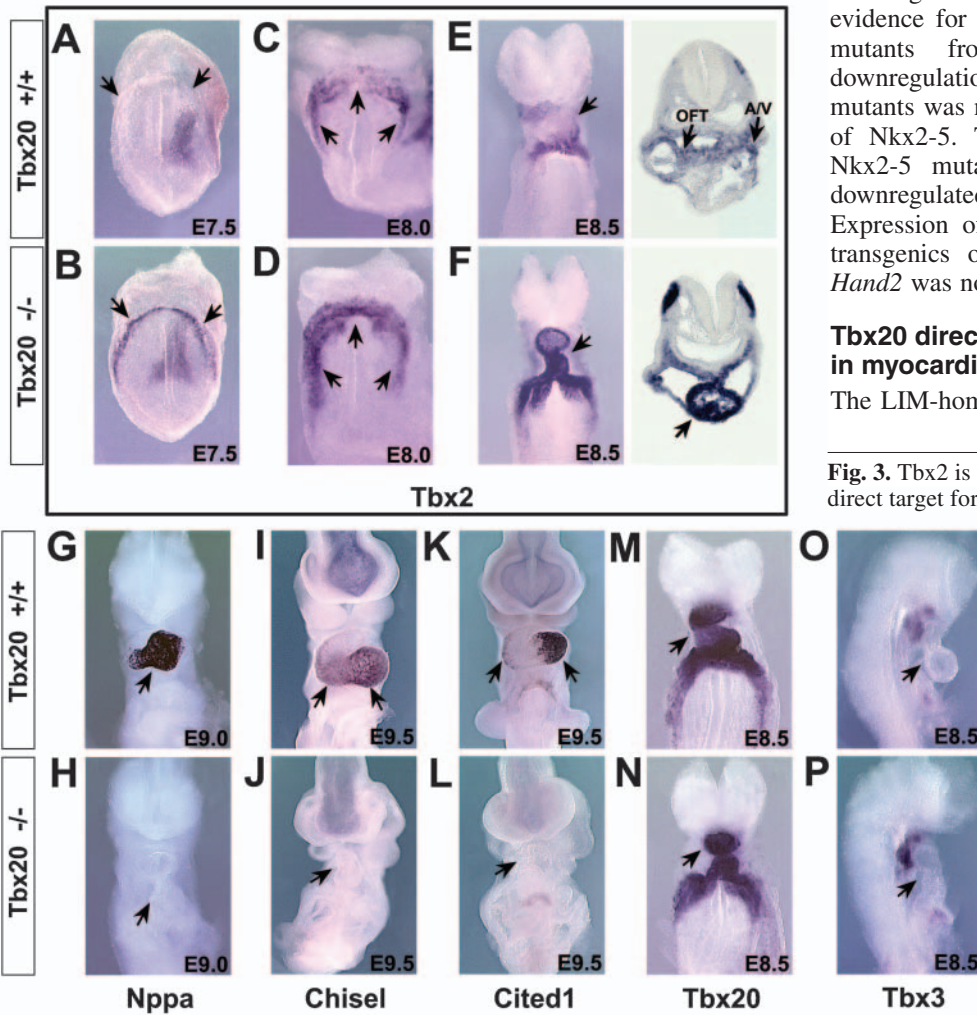 Tbx20 +/+
A
E7.5
C
E8.0
E
E8.5
OFT
A/V
Tbx20 -/-
B
E7.5
D
E8.0
F
E8.5
Tbx2
evidence for
mutants fro
downregulatio
mutants was r
of Nkx2-5. T
Nkx2-5 muta
downregulated
Expression of
transgenics o
Hand2 was no
Tbx20 direc
in myocardi
The LIM-hom
Fig. 3. Tbx2 is
direct target for
Tbx20 +/+
G
E9.0
I
E9.5
K
E9.5
M
E8.5
O
E8.5
Tbx20 -/-
H
E9.0
J
E9.5
L
E9.5
N
E8.5
P
E8.5
Nppa
Chisel
Cited1
Tbx20
Tbx3